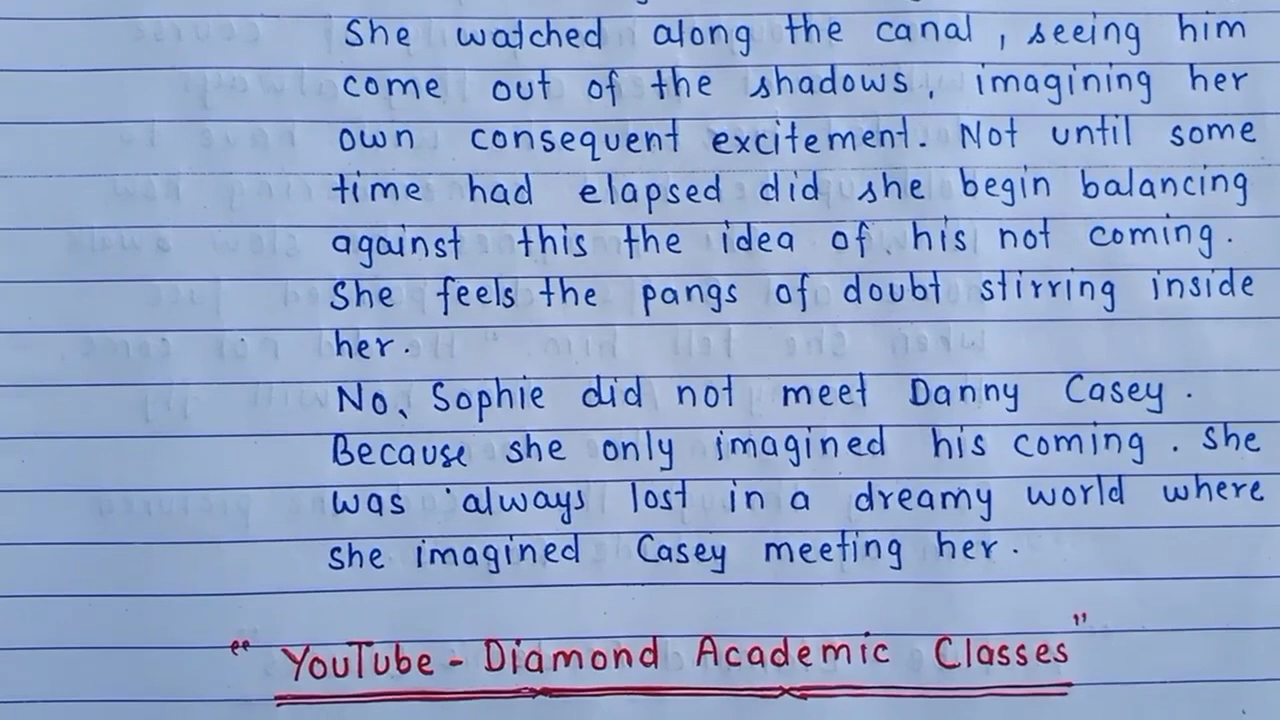 She watched along the canal, seeing him
come out of the shadows, imagining her
own consequent excitement. Not until some
time had elapsed did she begin balancing
against this the idea of his not coming.
She feels the pangs of doubt stirring inside
her.
No, Sophie did not meet Danny Casey.
Because she only imagined his coming. She
was always lost in a dreamy world where
she imagined Casey meeting her.
"YouTube - Diamond Academic Classes"